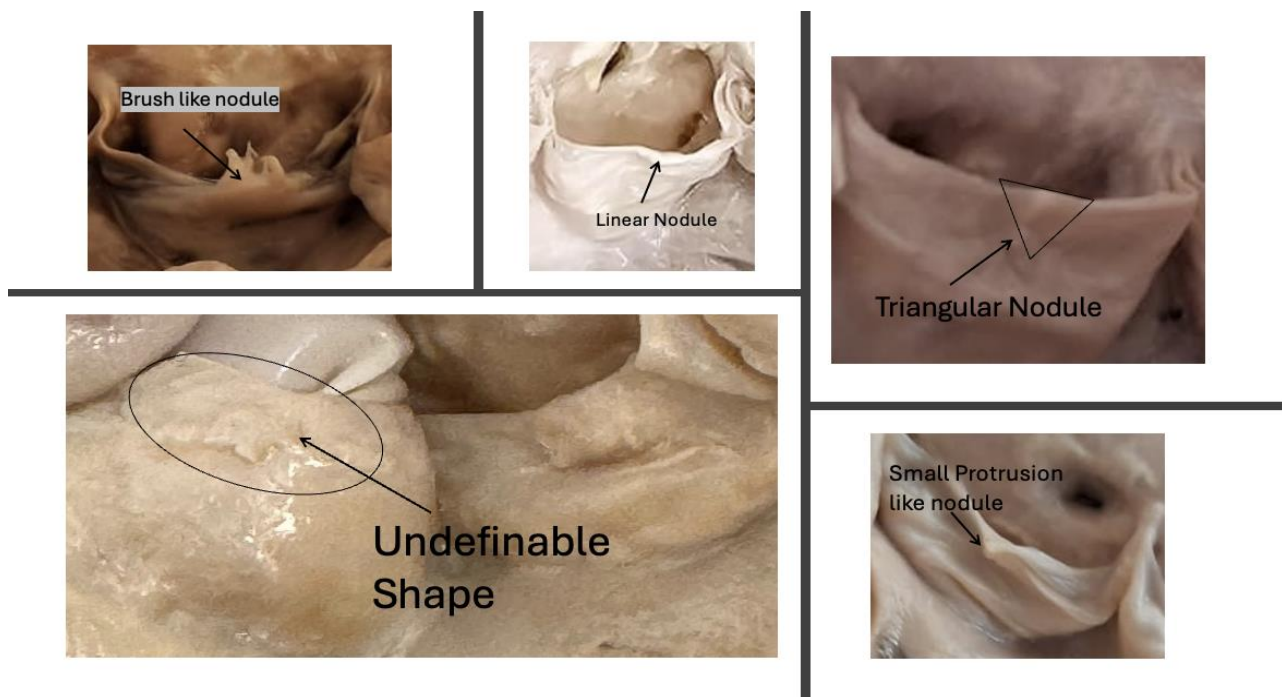 Brush like nodule
Linear Nodule
Triangular Nodule
Undefinable
Shape
Small Protrusion
like nodule